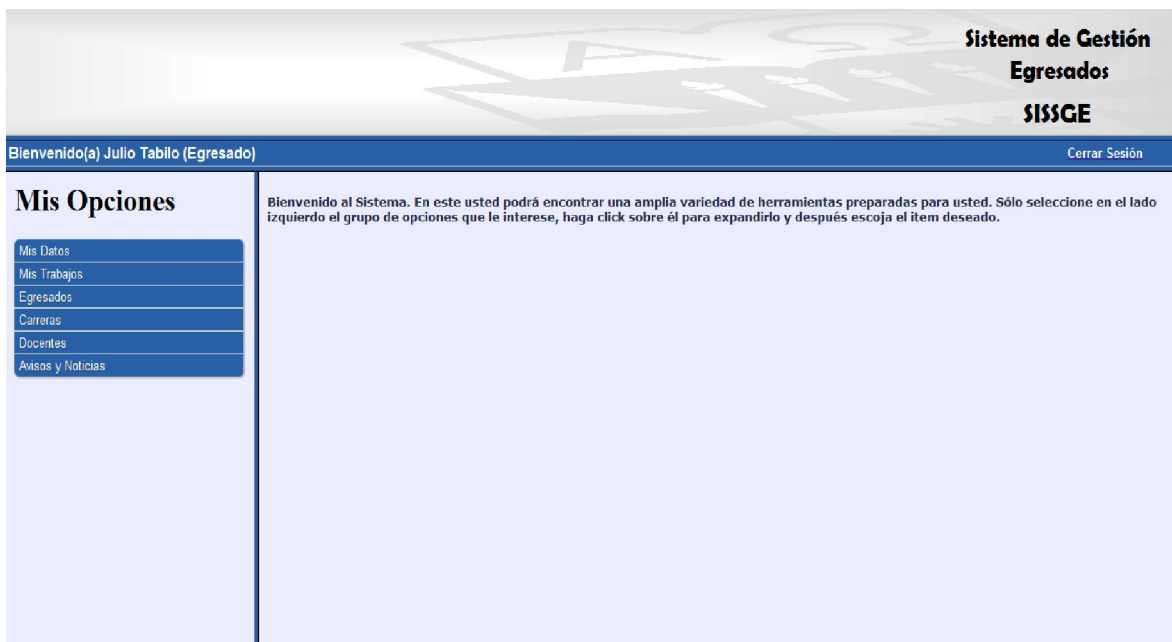 Sistema de Gestión
Egresados
SISSGE
Bienvenido(a) Julio Tabilo (Egresado)
Cerrar Sesión
Mis Opciones
Mis Datos
Mis Trabajos
Egresados
Carreras
Docentes
Avisos y Noticias
Bienvenido al Sistema. En este usted podrá encontrar una amplia variedad de herramientas preparadas para usted. Sólo seleccione en el lado
izquierdo el grupo de opciones que le interese, haga click sobre él para expandirlo y después escoja el item deseado.